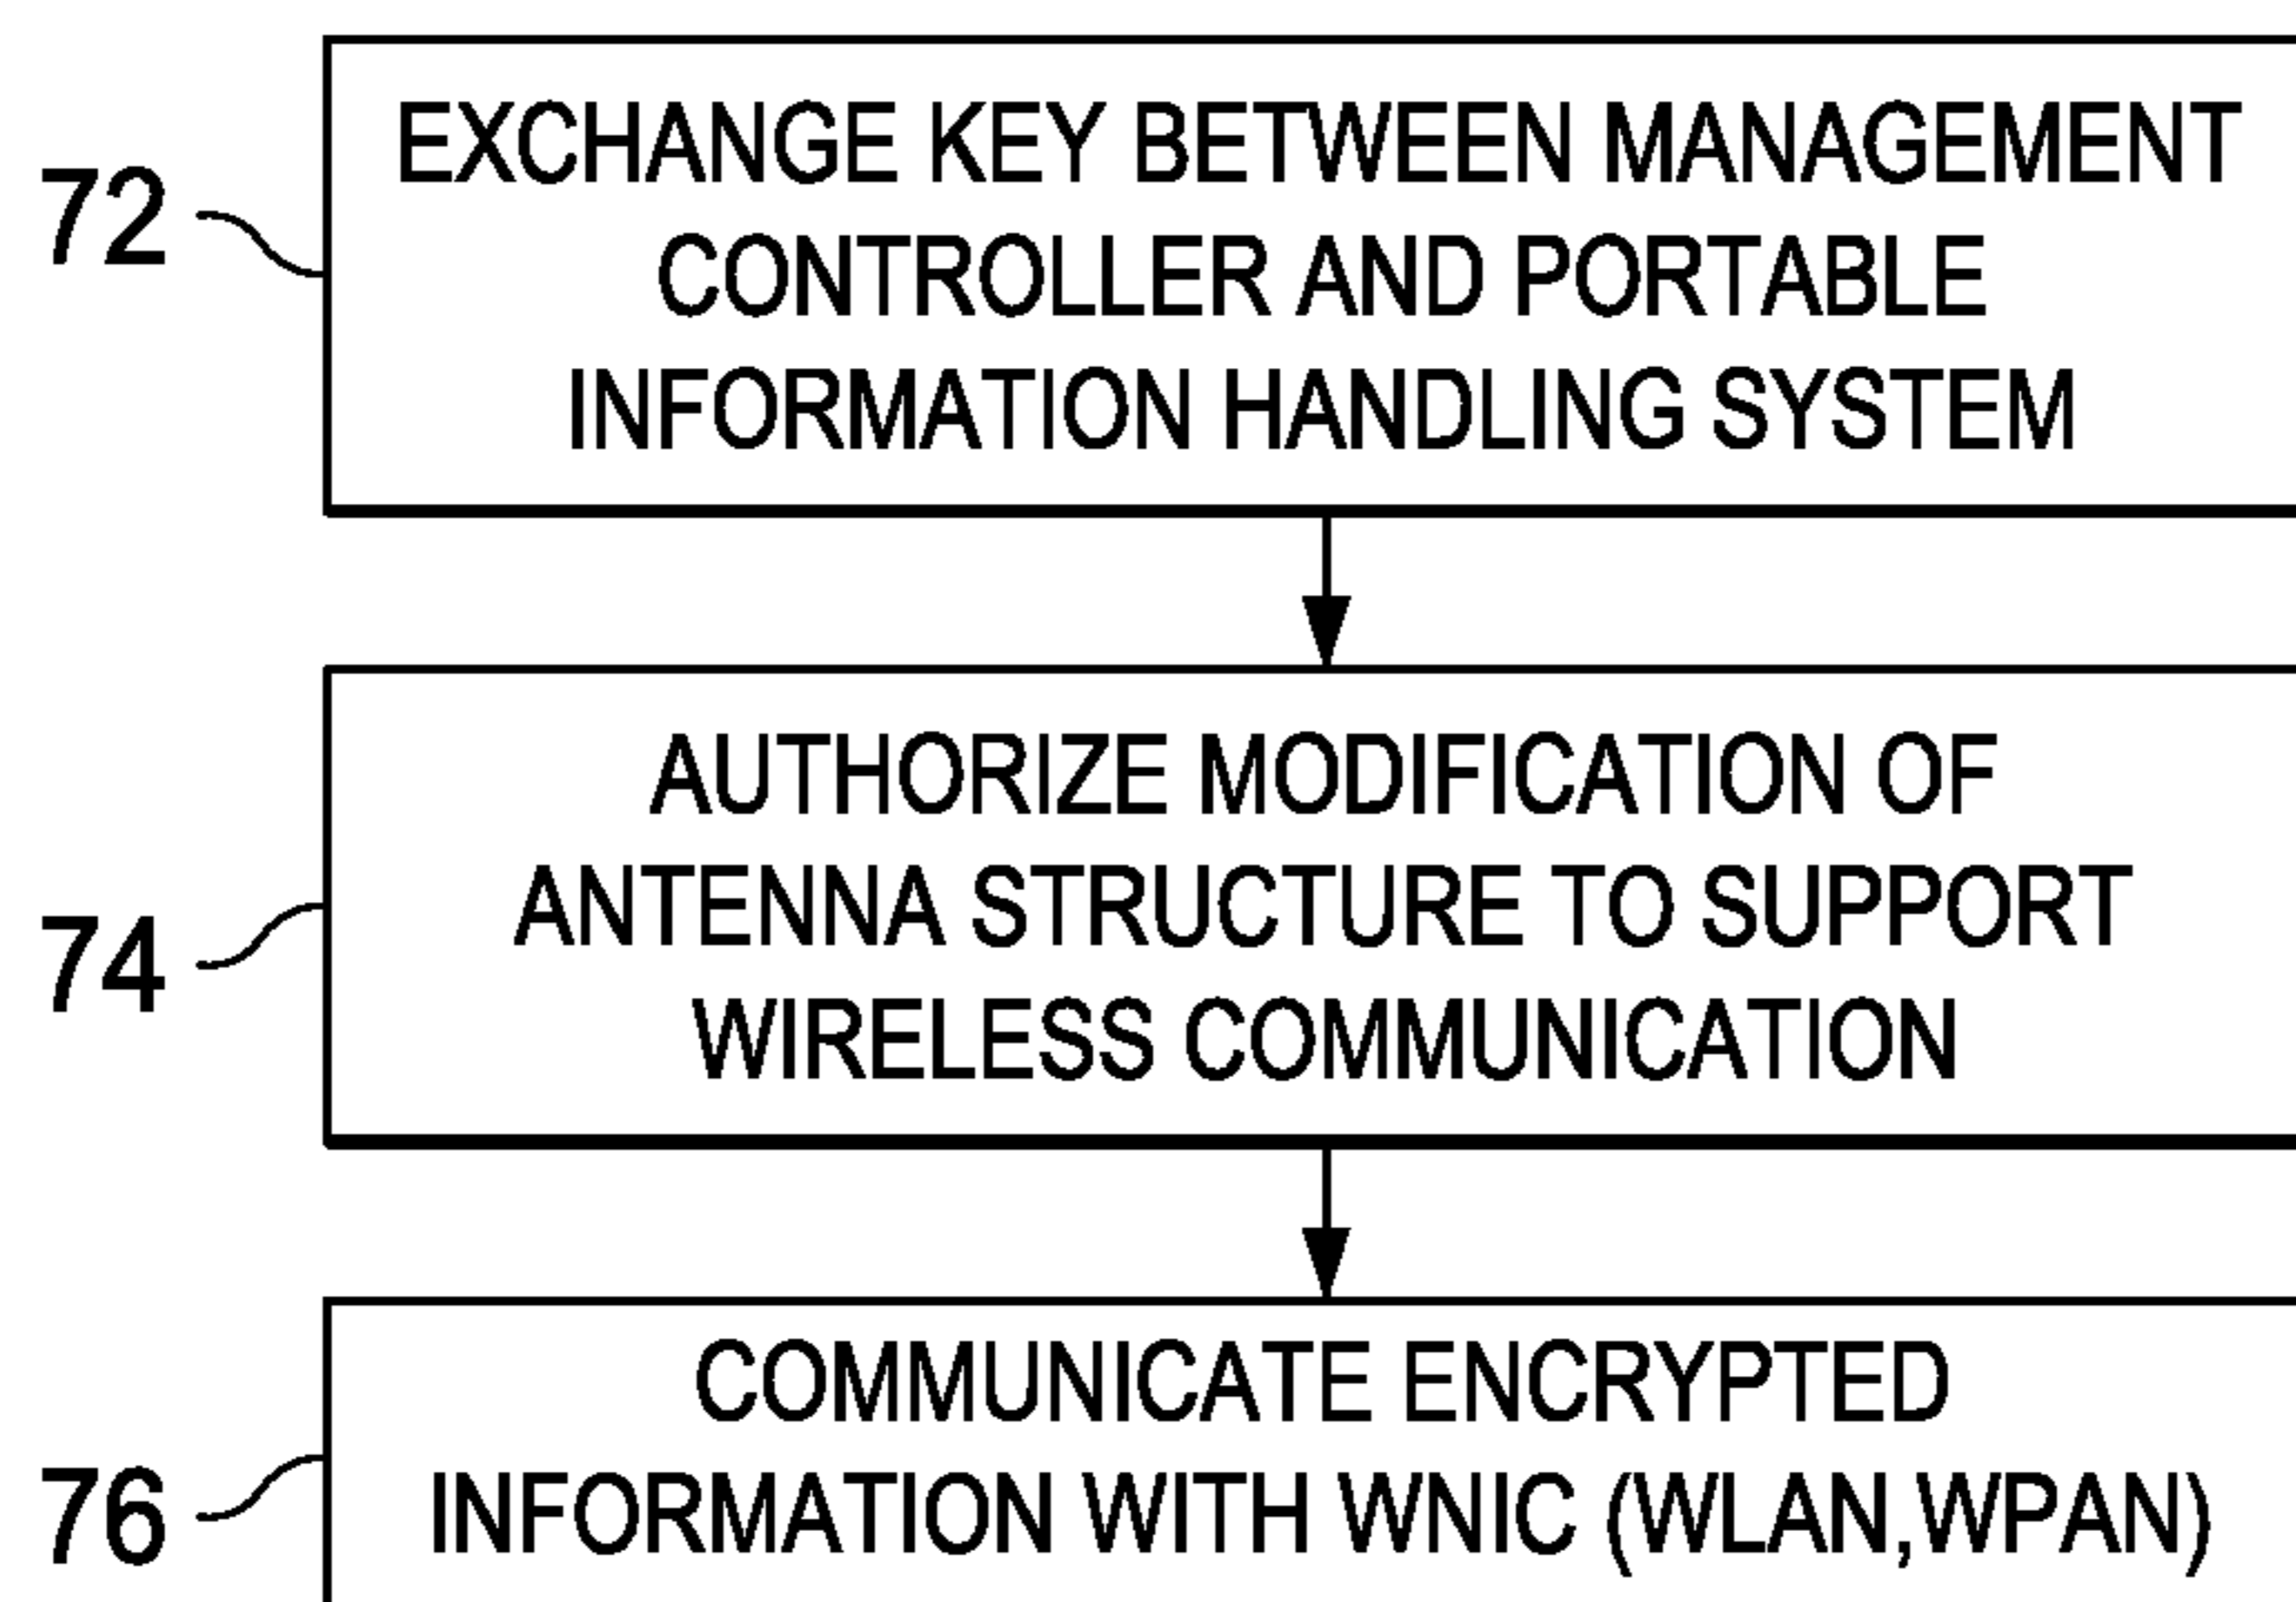 72
EXCHANGE KEY BETWEEN MANAGEMENT
CONTROLLER AND PORTABLE
INFORMATION HANDLING SYSTEM
74
AUTHORIZE MODIFICATION OF
ANTENNA STRUCTURE TO SUPPORT
WIRELESS COMMUNICATION
76
COMMUNICATE ENCRYPTED
INFORMATION WITH WNIC (WLAN,WPAN)